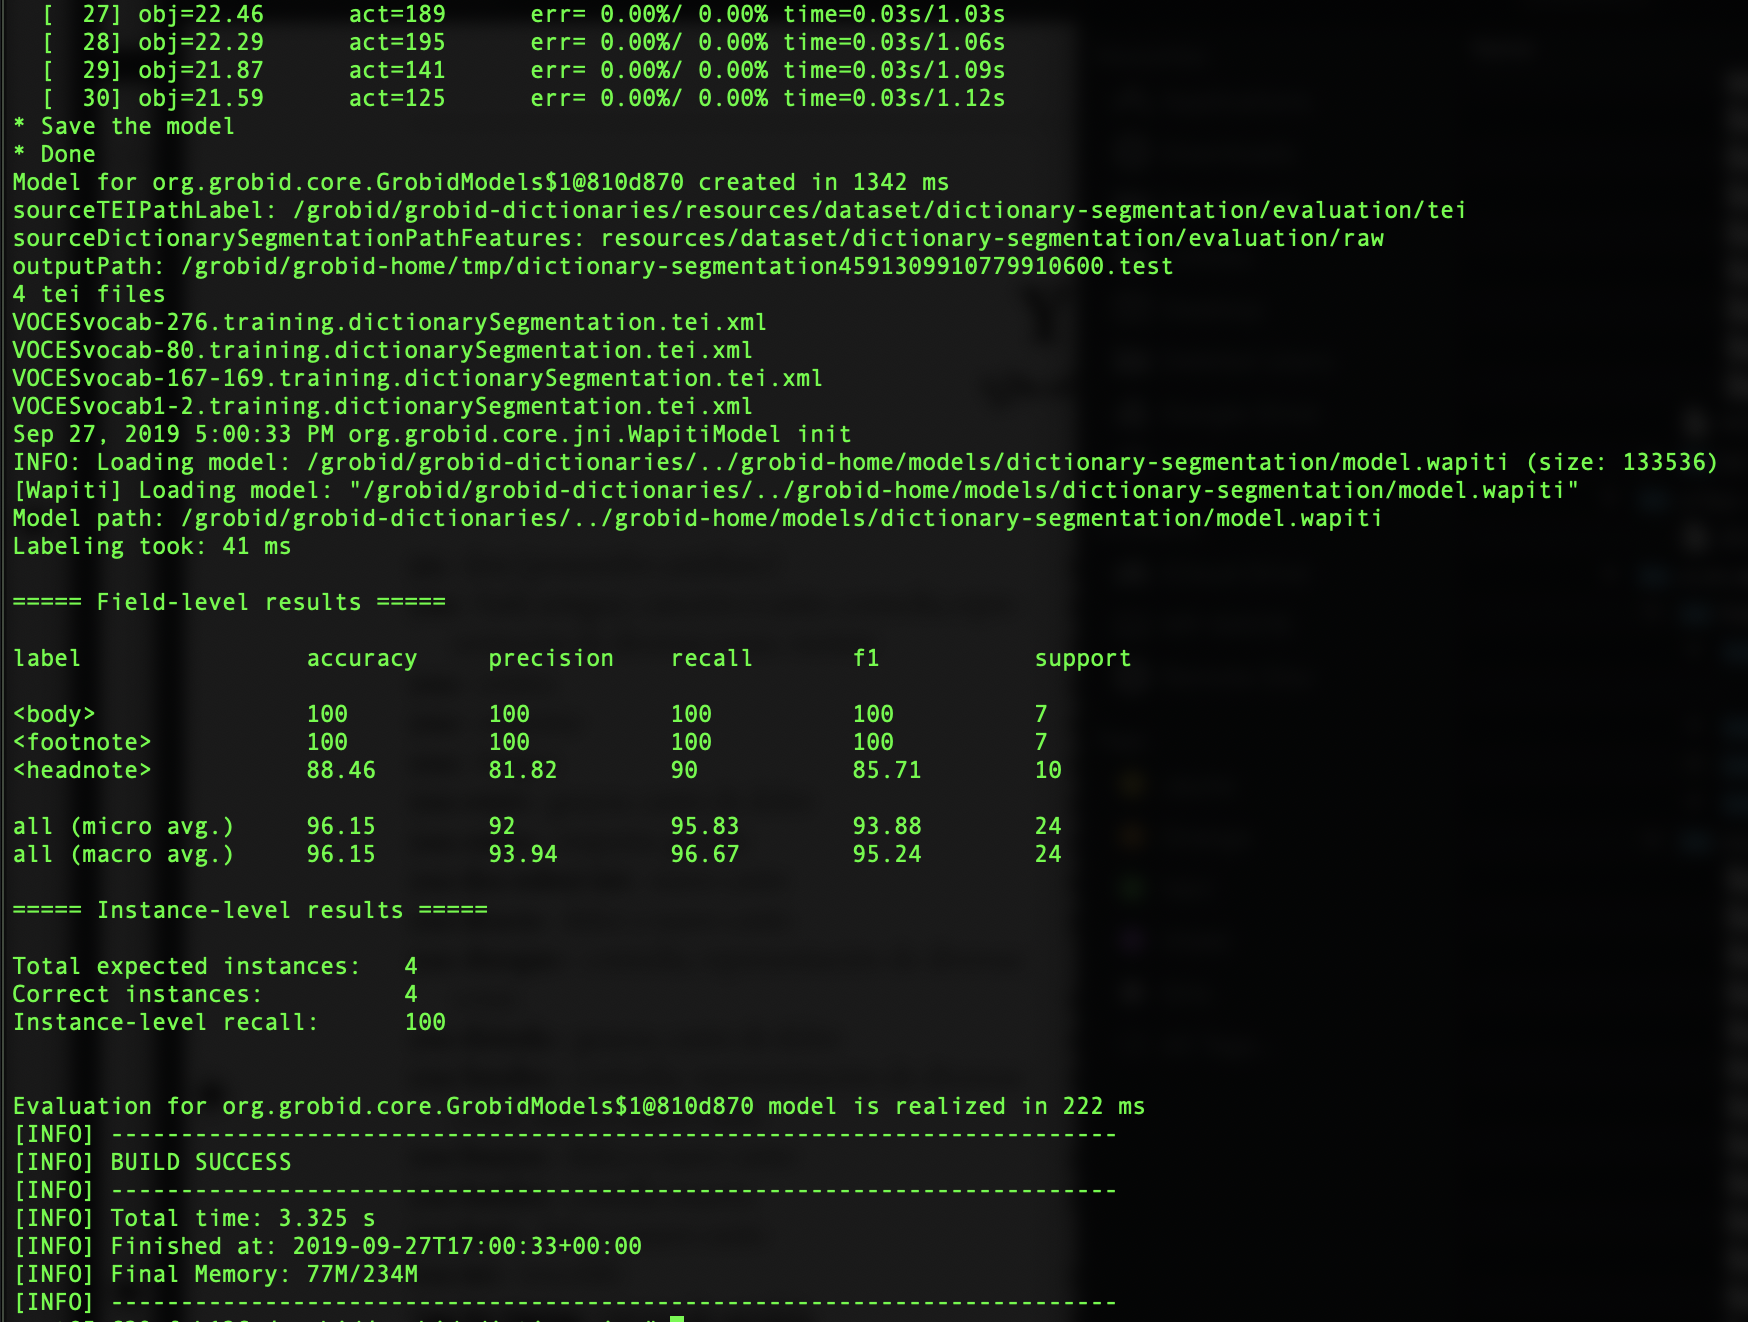 [  27] obj=22.46      act=189      err= 0.00%/ 0.00% time=0.03s/1.03s
[  28] obj=22.29      act=195      err= 0.00%/ 0.00% time=0.03s/1.06s
[  29] obj=21.87      act=141      err= 0.00%/ 0.00% time=0.03s/1.09s
[  30] obj=21.59      act=125      err= 0.00%/ 0.00% time=0.03s/1.12s
* Save the model
* Done
Model for org.grobid.core.GrobidModels$1@810d870 created in 1342 ms
sourceTEIPathLabel: /grobid/grobid-dictionaries/resources/dataset/dictionary-segmentation/evaluation/tei
sourceDictionarySegmentationPathFeatures: resources/dataset/dictionary-segmentation/evaluation/raw
outputPath: /grobid/grobid-home/tmp/dictionary-segmentation4591309910779910600.test
4 tei files
VOCESvocab-276.training.dictionarySegmentation.tei.xml
VOCESvocab-80.training.dictionarySegmentation.tei.xml
VOCESvocab-167-169.training.dictionarySegmentation.tei.xml
VOCESvocab1-2.training.dictionarySegmentation.tei.xml
Sep 27, 2019 5:00:33 PM org.grobid.core.jni.WapitiModel init
INFO: Loading model: /grobid/grobid-dictionaries/../grobid-home/models/dictionary-segmentation/model.wapiti (size: 133536)
[Wapiti] Loading model: "/grobid/grobid-dictionaries/../grobid-home/models/dictionary-segmentation/model.wapiti"
Model path: /grobid/grobid-dictionaries/../grobid-home/models/dictionary-segmentation/model.wapiti
Labeling took: 41 ms
===== Field-level results =====
label                accuracy     precision    recall       f1           support
<body>               100          100          100          100          7
<footnote>           100          100          100          100          7
<headnote>           88.46        81.82        90           85.71        10
all (micro avg.)     96.15        92           95.83        93.88        24
all (macro avg.)     96.15        93.94        96.67        95.24        24
===== Instance-level results =====
Total expected instances:   4
Correct instances:          4
Instance-level recall:      100
Evaluation for org.grobid.core.GrobidModels$1@810d870 model is realized in 222 ms
[INFO] ------------------------------------------------------------------------
[INFO] BUILD SUCCESS
[INFO] ------------------------------------------------------------------------
[INFO] Total time: 3.325 s
[INFO] Finished at: 2019-09-27T17:00:33+00:00
[INFO] Final Memory: 77M/234M
[INFO] ------------------------------------------------------------------------